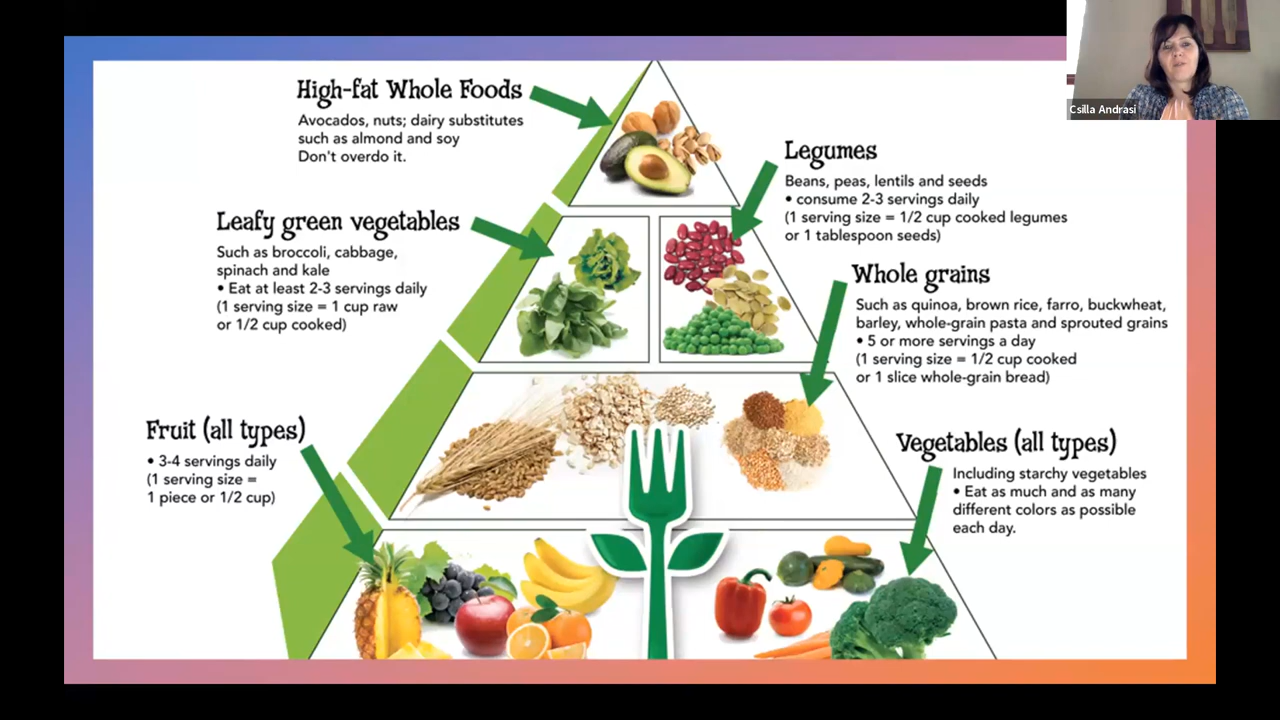 High-fat Whole Foods
Avocados, nuts; dairy substitutes
such as almond and soy
Don't overdo it.
Csilla Andrasi
Legumes
Beans, peas, lentils and seeds
• consume 2-3 servings daily
(1 serving size = 1/2 cup cooked legumes
or 1 tablespoon seeds)
Leafy green vegetables
Such as broccoli, cabbage,
spinach and kale
• Eat at least 2-3 servings daily
(1 serving size = 1 cup raw
or 1/2 cup cooked)
Whole grains
Such as quinoa, brown rice, farro, buckwheat,
barley, whole-grain pasta and sprouted grains
• 5 or more servings a day
(1 serving size = 1/2 cup cooked
or 1 slice whole-grain bread)
Fruit (all types)
• 3-4 servings daily
(1 serving size =
1 piece or 1/2 cup)
Vegetables (all types)
Including starchy vegetables
• Eat as much and as many
different colors as possible
each day.